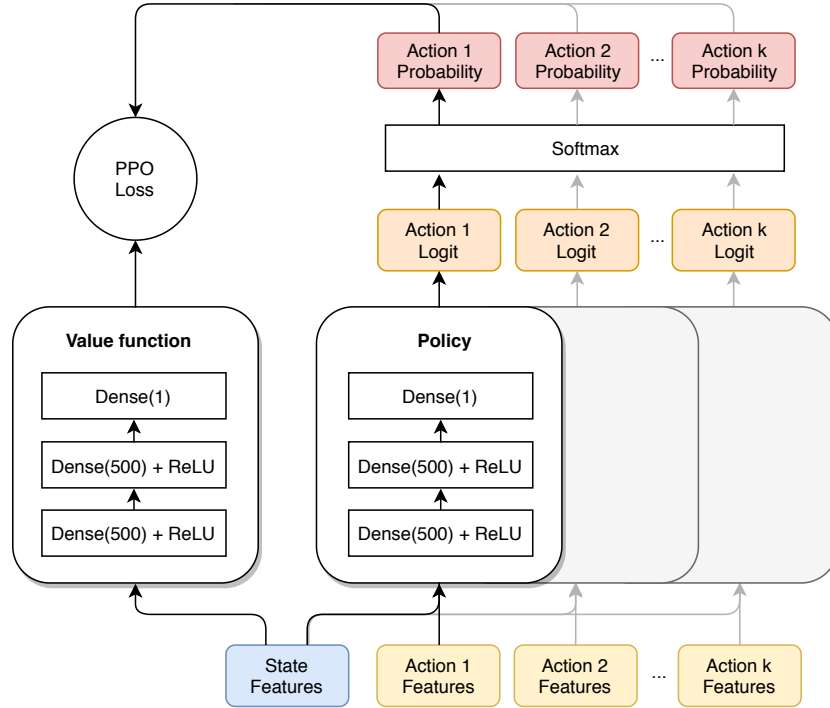 Action 1
Probability
Action 2
Probability
...
Action k
Probability
PPO
Loss
Softmax
Action 1
Logit
Action 2
Logit
...
Action k
Logit
Value function
Dense(1)
Dense(500) + ReLU
Dense(500) + ReLU
Policy
Dense(1)
Dense(500) + ReLU
Dense(500) + ReLU
State
Features
Action 1
Features
Action 2
Features
...
Action k
Features